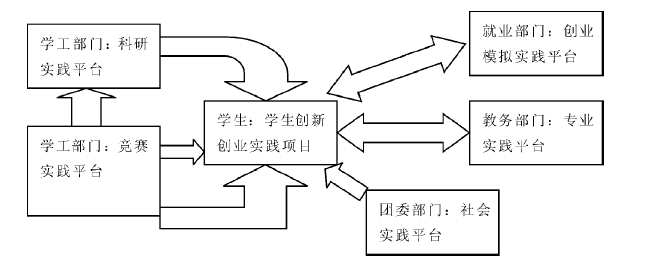 学工部门：科研
实践平台
就业部门：创业
模拟实践平台
学生：学生创新
创业实践项目
学工部门：竞赛
实践平台
教务部门：专业
实践平台
团委部门：社会
实践平台